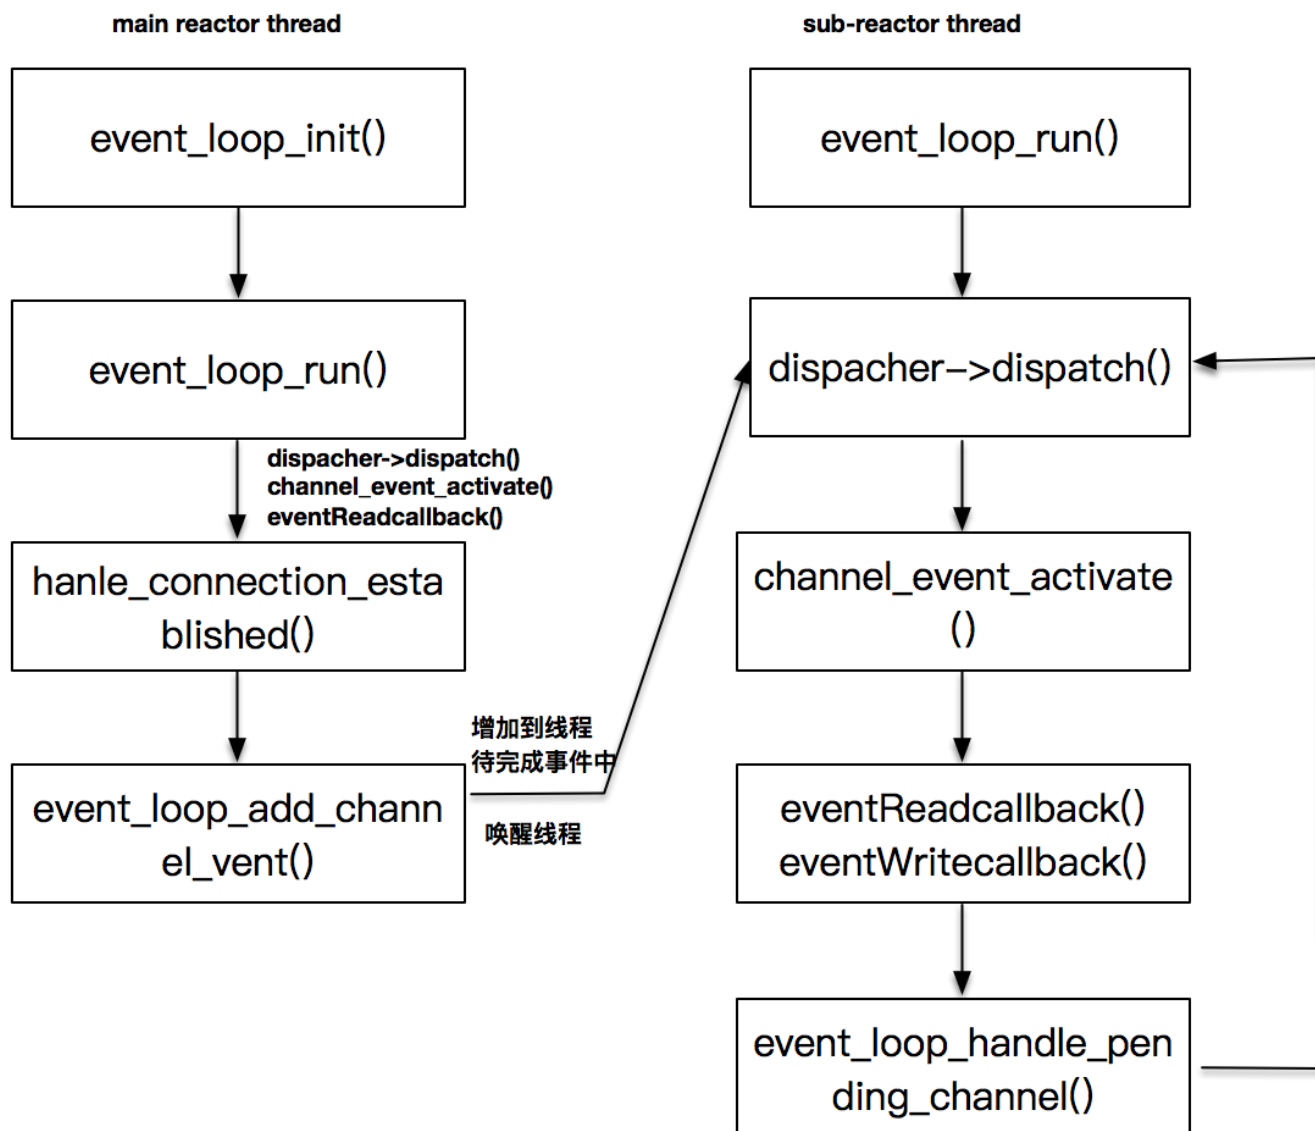 main reactor thread
event_loop_init()
event_loop_run()
dispacher->dispatch()
channel_event_activate()
eventReadcallback()
hanle_connection_esta
blished()
event_loop_add_chann
el_vent()
增加到线程
待完成事件中
唤醒线程
sub-reactor thread
event_loop_run()
dispacher->dispatch()
channel_event_activate
()
eventReadcallback()
eventWritecallback()
event_loop_handle_pen
ding_channel()